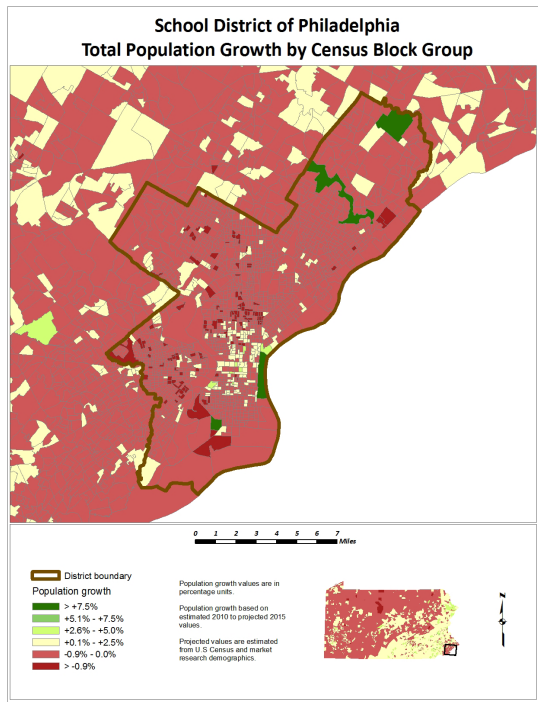 School District of Philadelphia
Total Population Growth by Census Block Group
0 1 2 3 4 5 6 7
Miles
District boundary
Population growth
> +7.5%
+5.1% - +7.5%
+2.6% - +5.0%
+0.1% - +2.5%
-0.9% - 0.0%
> -0.9%
Population growth values are in
percentage units.
Population growth based on
estimated 2010 to projected 2015
values.
Projected values are estimated
from U.S Census and market
research demographics.
N